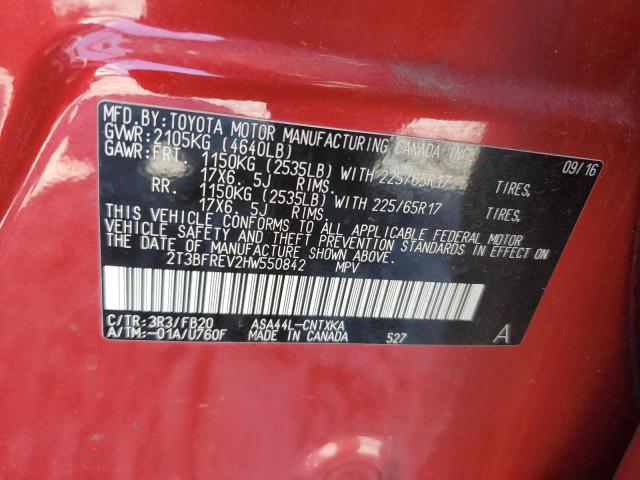 MFD. BY: TOYOTA MOTOR MANUFACTURING CANADA INC. 09/16
GVWR: 2105KG (4640LB)
GAWR: FRT. 1150KG (2535LB) WITH 225/65R17 TIRES,
17X6. 5J RIMS.
RR. 1150KG (2535LB) WITH 225/65R17 TIRES,
17X6. 5J RIMS.
THIS VEHICLE CONFORMS TO ALL APPLICABLE FEDERAL MOTOR
VEHICLE SAFETY AND THEFT PREVENTION STANDARDS IN EFFECT ON
THE DATE OF MANUFACTURE SHOWN ABOVE.
2T3BFREV2HW550842 MPV
C/TR: 3R3/FB20 ASA44L-CNTXKA
A/TM:-01A/U760F MADE IN CANADA 527 A